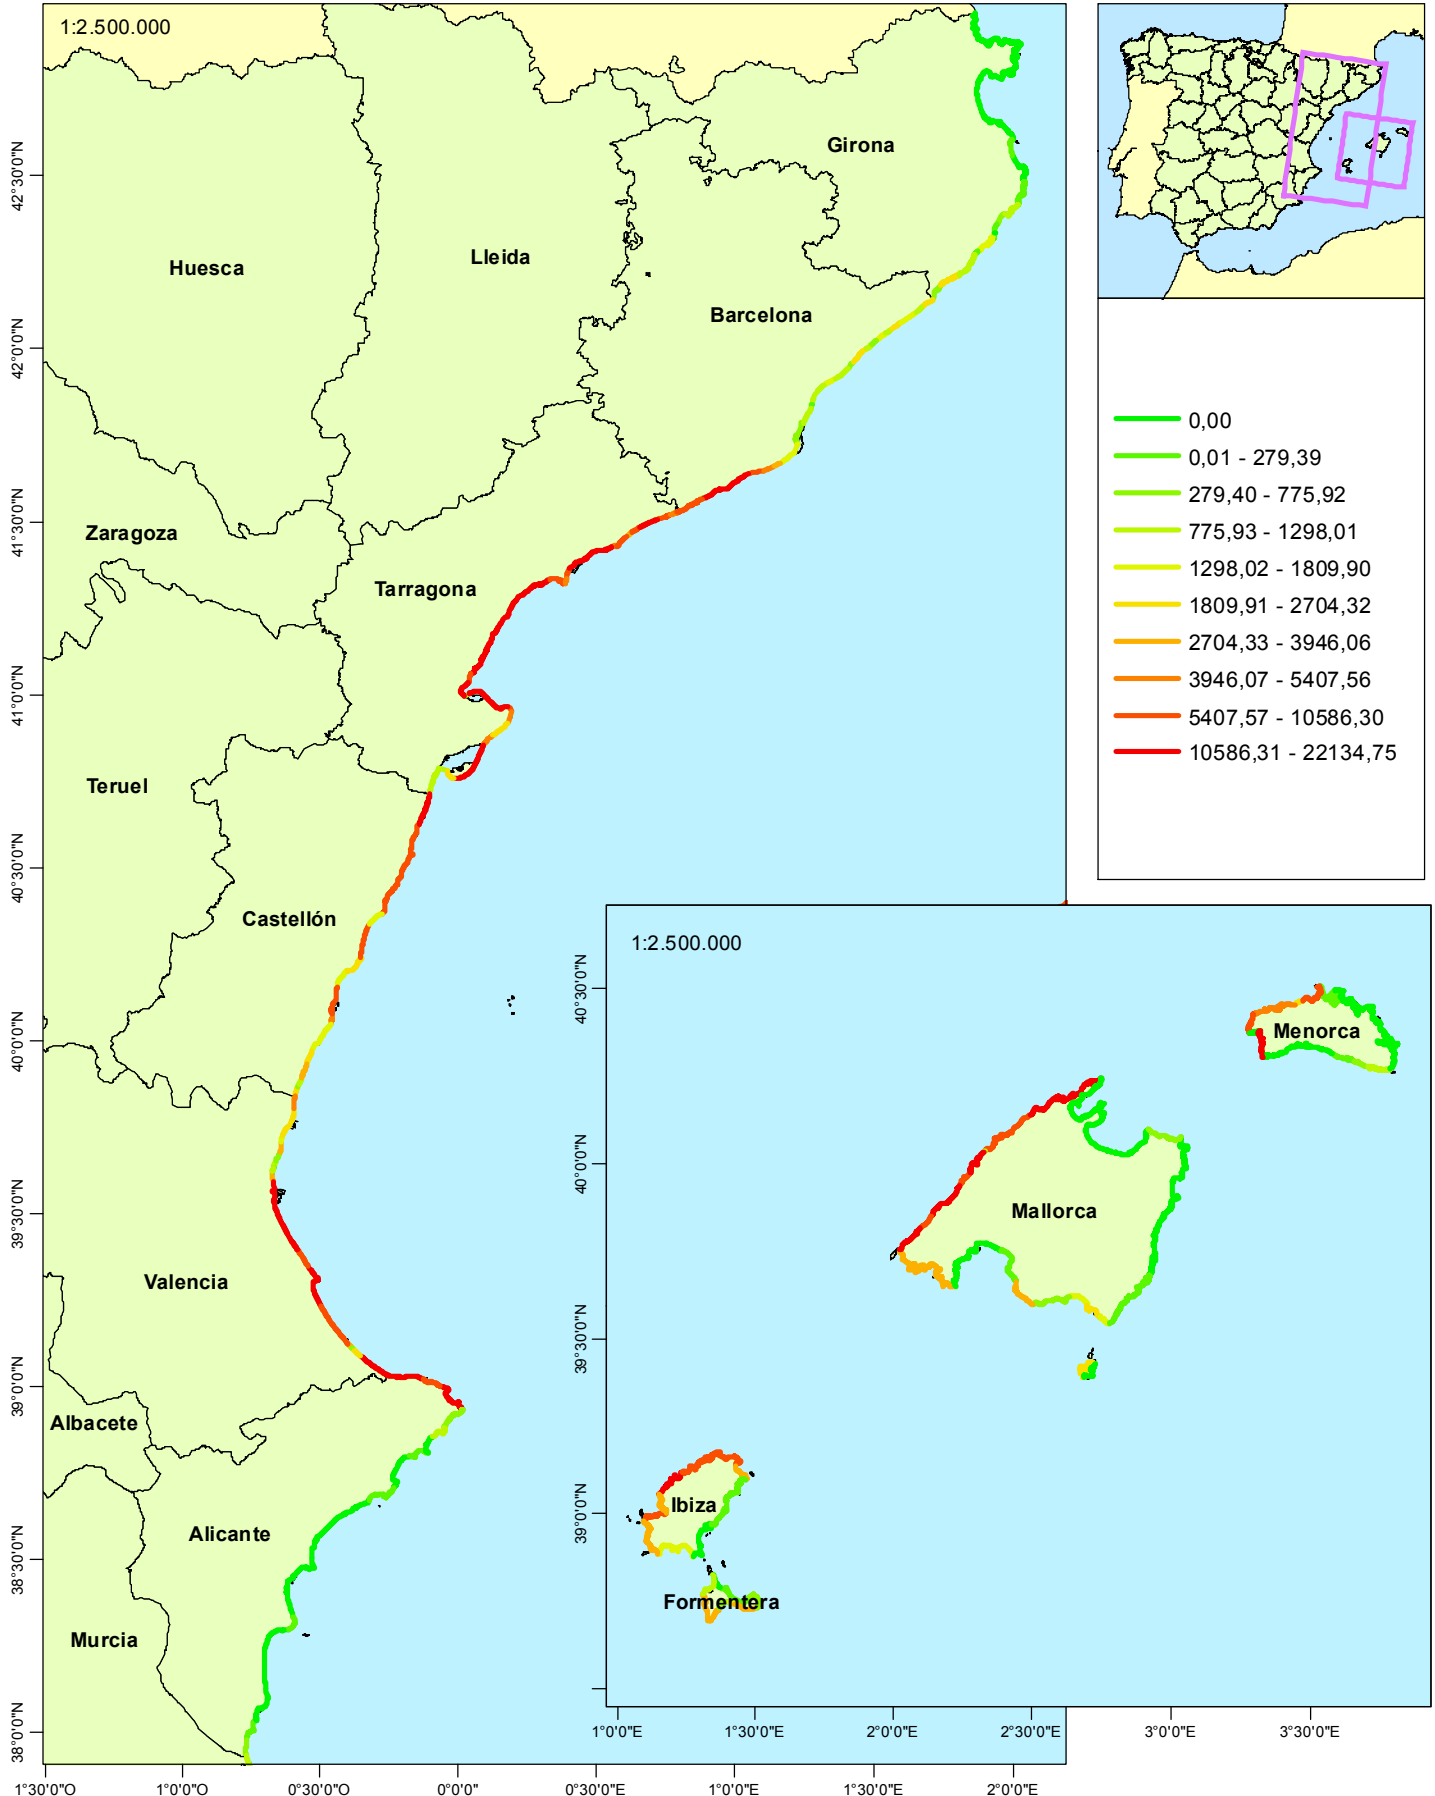 1:2.500.000
Girona
Huesca
Lleida
Barcelona
Zaragoza
Tarragona
Teruel
Castellón
Valencia
Albacete
Alicante
Murcia
42°30'0"N
42°0'0"N
41°30'0"N
41°0'0"N
40°30'0"N
40°0'0"N
39°30'0"N
39°0'0"N
38°30'0"N
38°0'0"N
1°30'0"O
1°0'0"O
0°30'0"O
0°0'0"
0°30'0"E
1°0'0"E
1°30'0"E
2°0'0"E
0,00
0,01 - 279,39
279,40 - 775,92
775,93 - 1298,01
1298,02 - 1809,90
1809,91 - 2704,32
2704,33 - 3946,06
3946,07 - 5407,56
5407,57 - 10586,30
10586,31 - 22134,75
1:2.500.000
Menorca
Mallorca
Ibiza
Formentera
40°30'0"N
40°0'0"N
39°30'0"N
39°0'0"N
1°0'0"E
1°30'0"E
2°0'0"E
2°30'0"E
3°0'0"E
3°30'0"E